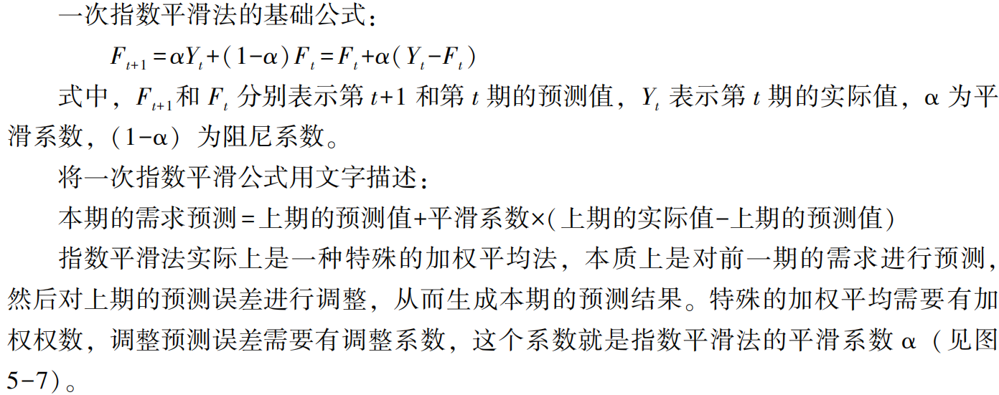 一次指数平滑法的基础公式：
F_{t+1}=αY_t+(1-α)F_t=F_t+α(Y_t-F_t)
式中，F_{t+1}和 F_t 分别表示第 t+1 和第 t 期的预测值，Y_t 表示第 t 期的实际值，α 为平
滑系数，(1-α) 为阻尼系数。
将一次指数平滑公式用文字描述：
本期的需求预测=上期的预测值+平滑系数×(上期的实际值-上期的预测值)
指数平滑法实际上是一种特殊的加权平均法，本质上是对前一期的需求进行预测，
然后对上期的预测误差进行调整，从而生成本期的预测结果。特殊的加权平均需要有加
权权数，调整预测误差需要有调整系数，这个系数就是指数平滑法的平滑系数 α (见图
5-7)。